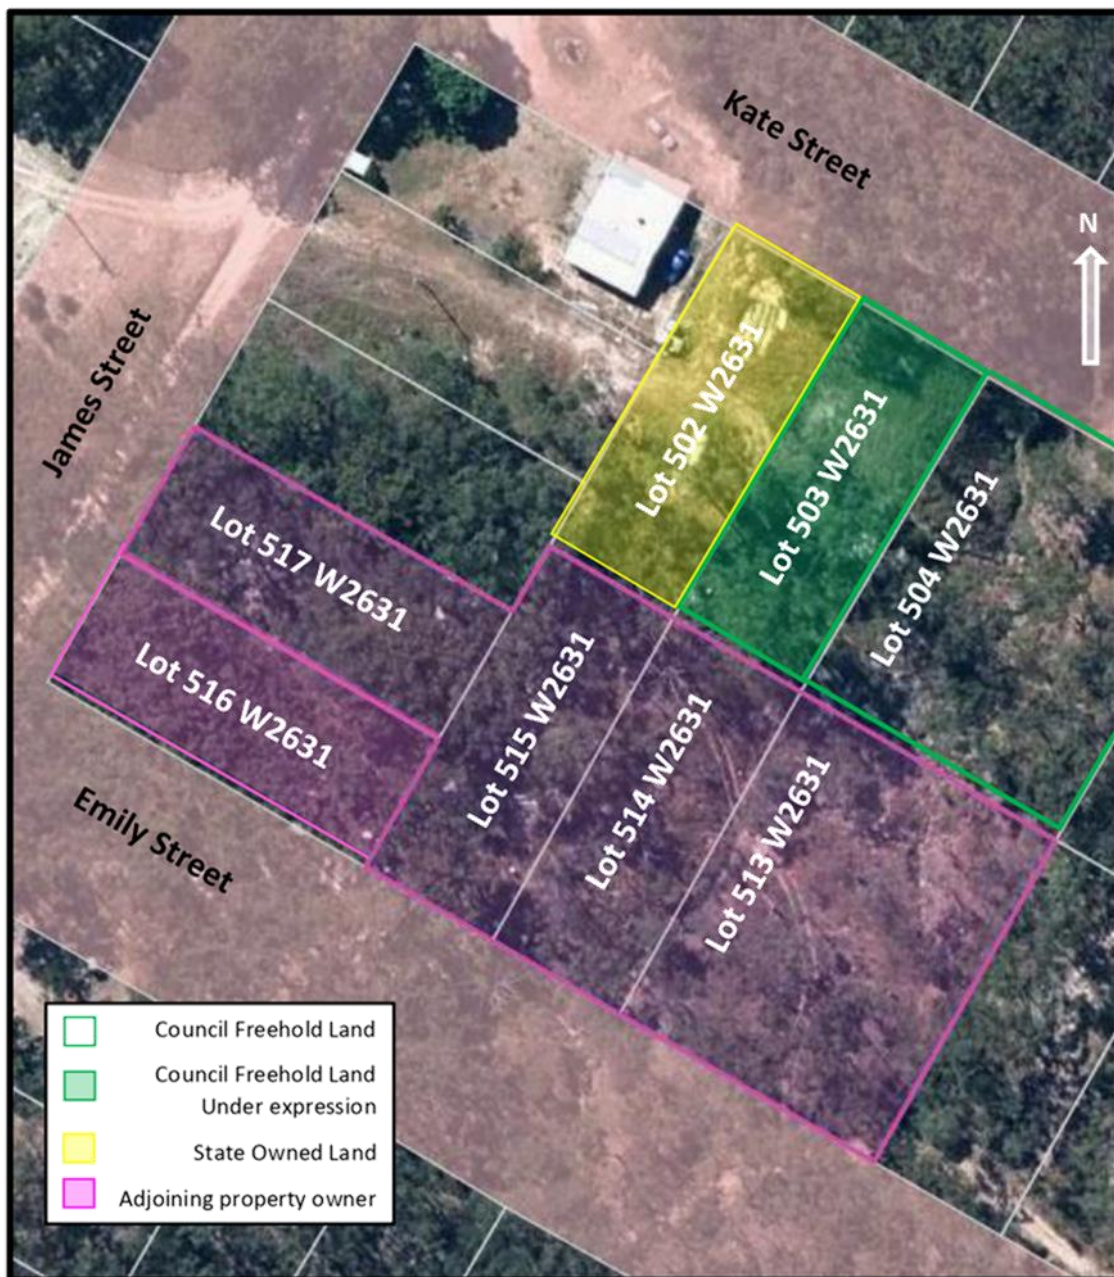 Kate Street
N
James Street
Lot 502 W2631
Lot 503 W2631
Lot 504 W2631
Lot 517 W2631
Lot 516 W2631
Lot 515 W2631
Lot 514 W2631
Lot 513 W2631
Emily Street
Council Freehold Land
Council Freehold Land
Under expression
State Owned Land
Adjoining property owner